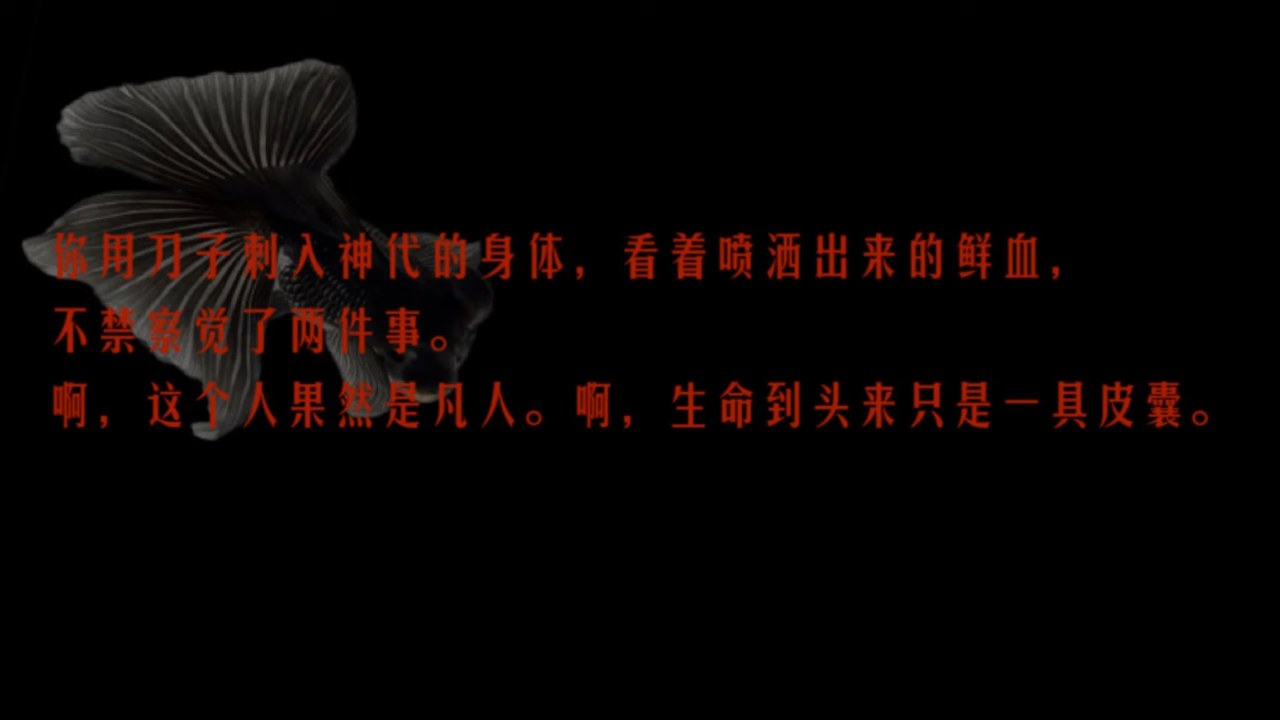 你用刀子刺入神代的身体，看着喷洒出来的鲜血，
不禁察觉了两件事。
啊，这个人果然是凡人。啊，生命到头来只是一具皮囊。